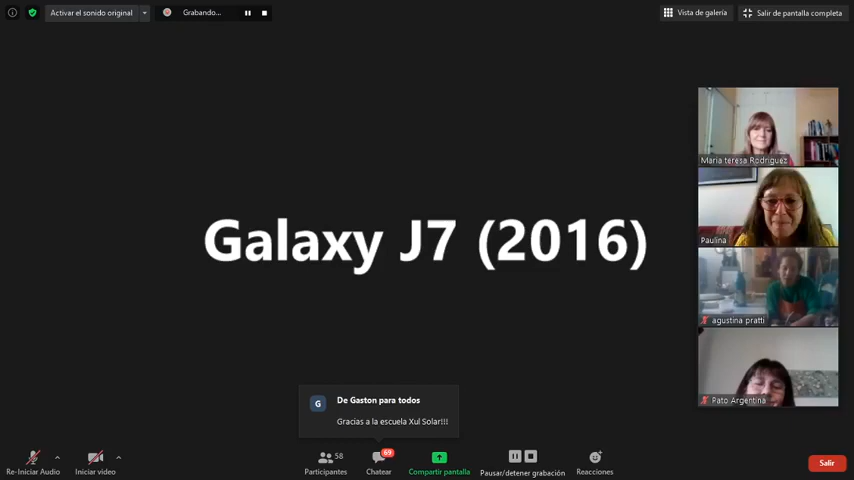 Activar el sonido original
Grabando...
Vista de galería
Salir de pantalla completa
Maria teresa Rodriguez
Paulina
agustina pratti
Pato Argentina
Galaxy J7 (2016)
G
De Gaston para todos
Gracias a la escuela Xul Solar!!!
Re-Iniciar Audio
Iniciar video
58
Participantes
69
Chatear
Compartir pantalla
Pausar/detener grabación
Reacciones
Salir